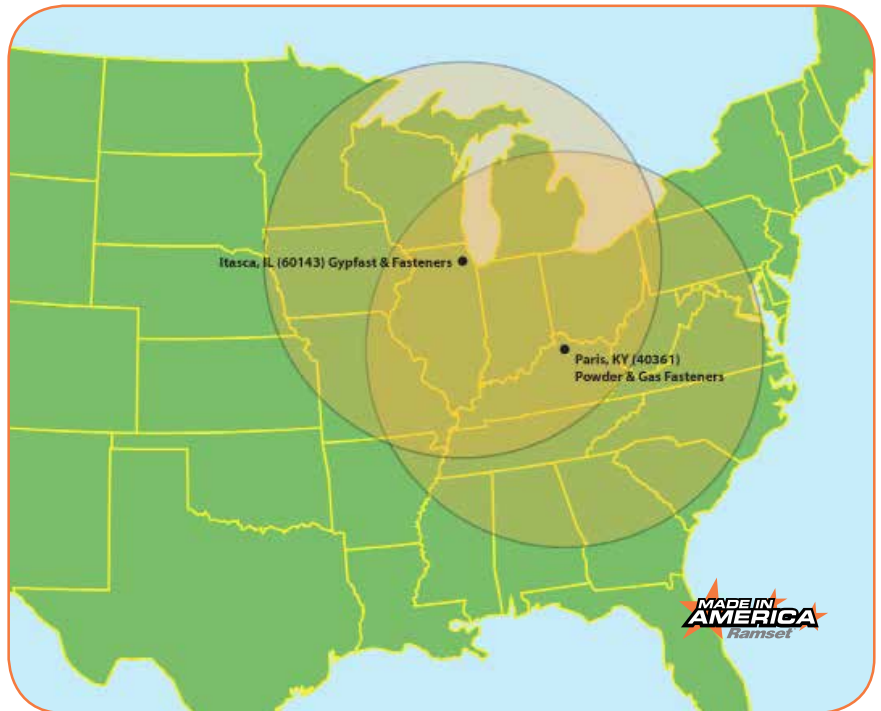 Itasca, IL (60143) Gypfast & Fasteners
Paris, KY (40361)
Powder & Gas Fasteners
MADE IN
AMERICA
Ramset